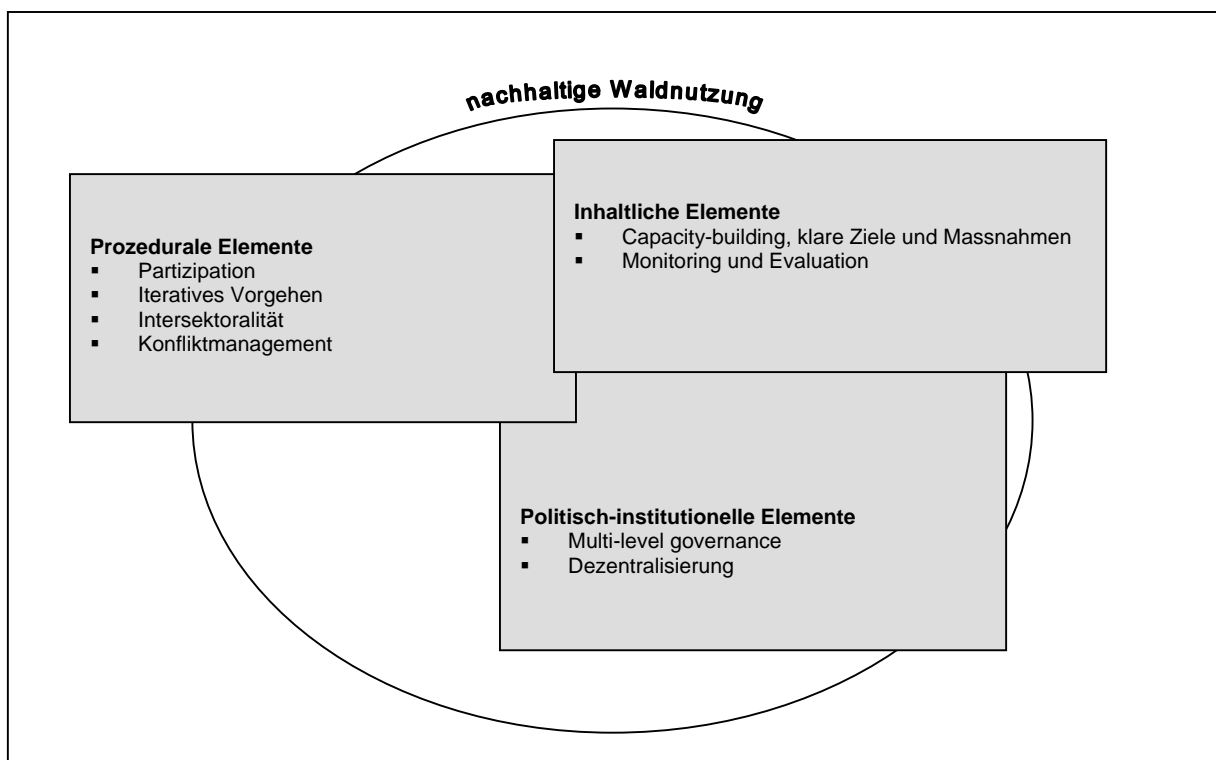 nachhaltige Waldnutzung
Prozedurale Elemente
▪ Partizipation
▪ Iteratives Vorgehen
▪ Intersektoralität
▪ Konfliktmanagement
Inhaltliche Elemente
▪ Capacity-building, klare Ziele und Massnahmen
▪ Monitoring und Evaluation
Politisch-institutionelle Elemente
▪ Multi-level governance
▪ Dezentralisierung